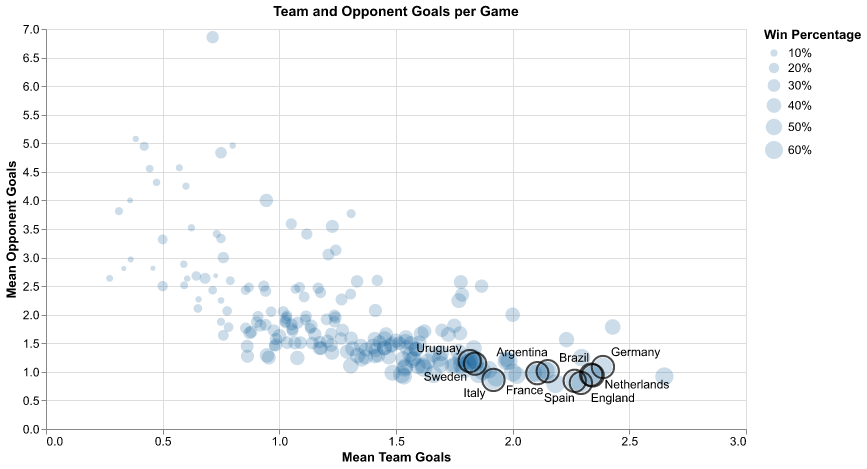 Team and Opponent Goals per Game
Mean Opponent Goals
7.0
6.5
6.0
5.5
5.0
4.5
4.0
3.5
3.0
2.5
2.0
1.5
1.0
0.5
0.0
Uruguay
Argentina
Brazil
Germany
Sweden
Italy
France
Spain
Netherlands
England
0.0 0.5 1.0 1.5 2.0 2.5 3.0
Mean Team Goals
Win Percentage
10%
20%
30%
40%
50%
60%